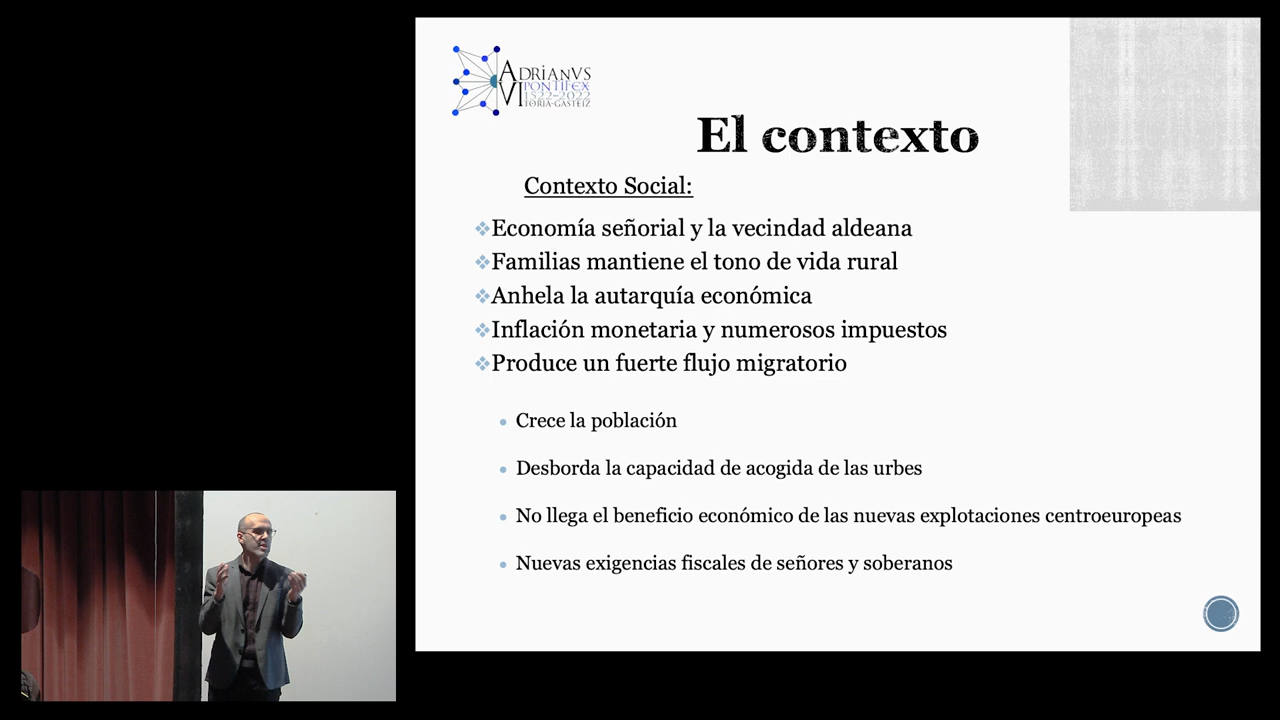 ADRIANVS
VI PONTIFEX
1522-2022
VITORIA-GASTEIZ
El contexto
Contexto Social:
Economía señorial y la vecindad aldeana
Familias mantiene el tono de vida rural
Anhela la autarquía económica
Inflación monetaria y numerosos impuestos
Produce un fuerte flujo migratorio
Crece la población
Desborda la capacidad de acogida de las urbes
No llega el beneficio económico de las nuevas explotaciones centroeuropeas
Nuevas exigencias fiscales de señores y soberanos